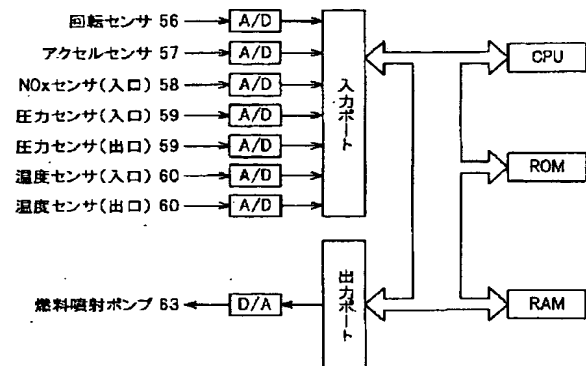 回転センサ 56
A/D
アクセルセンサ 57
A/D
NOxセンサ(入口) 58
A/D
圧力センサ(入口) 59
A/D
圧力センサ(出口) 59
A/D
温度センサ(入口) 60
A/D
温度センサ(出口) 60
A/D
入力ポート
CPU
ROM
RAM
燃料噴射ポンプ 63
D/A
出力ポート